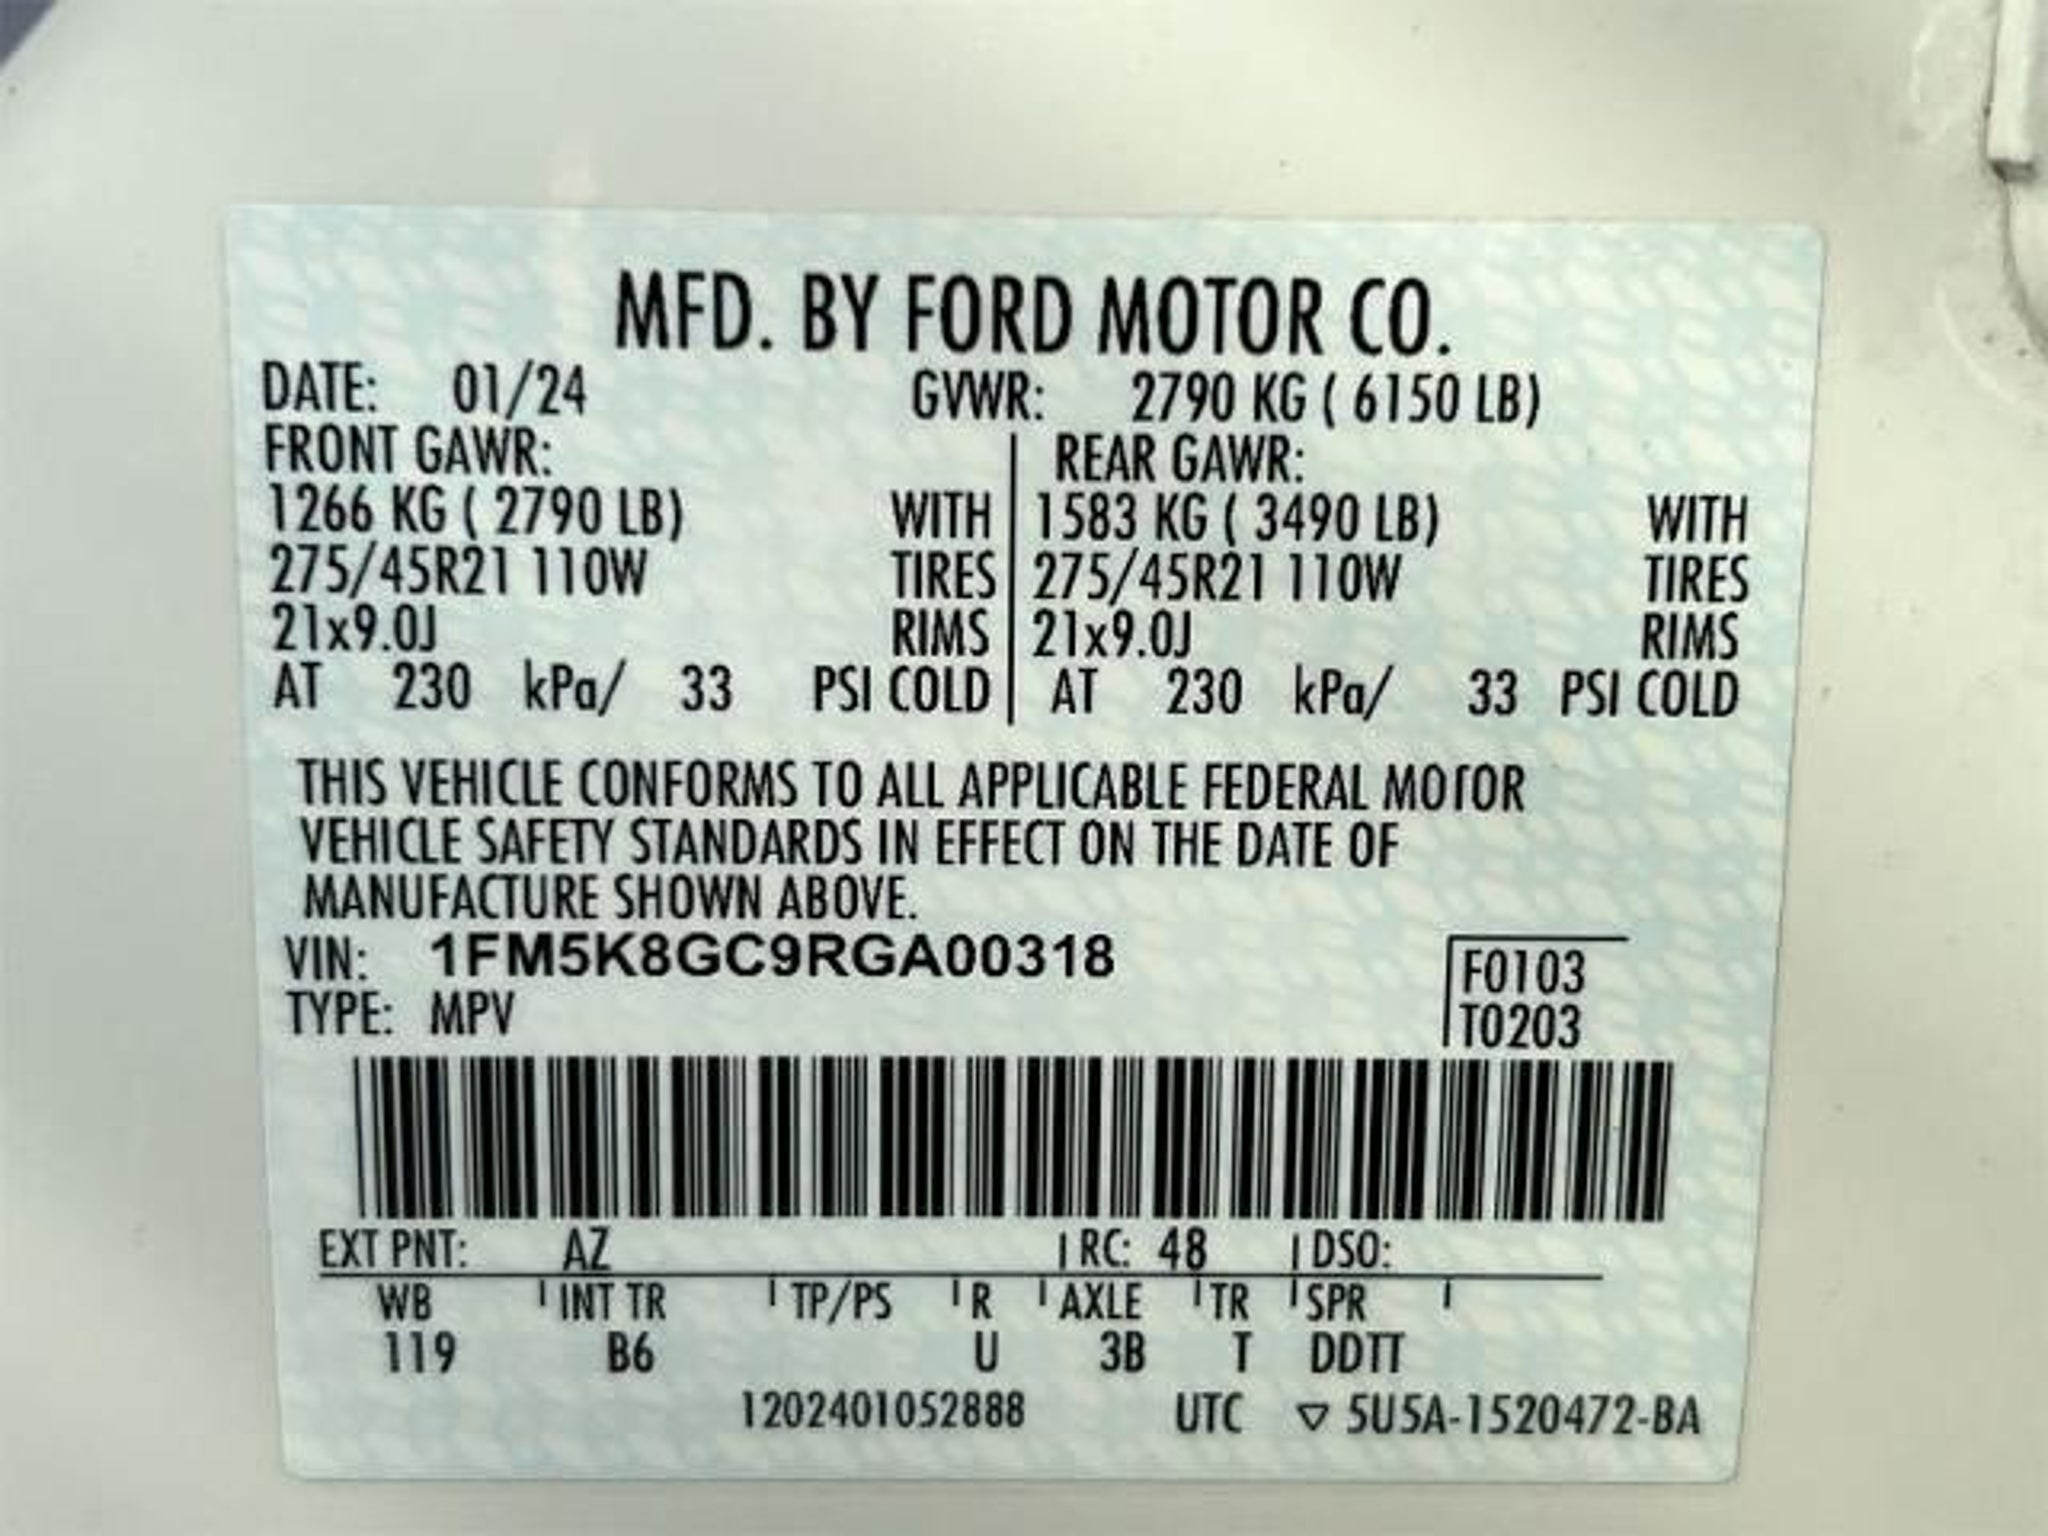 MFD. BY FORD MOTOR CO.
DATE: 01/24 GVWR: 2790 KG ( 6150 LB)
FRONT GAWR: REAR GAWR:
1266 KG ( 2790 LB) WITH 1583 KG ( 3490 LB) WITH
275/45R21 110W TIRES 275/45R21 110W TIRES
21x9.0J RIMS 21x9.0J RIMS
AT 230 kPa/ 33 PSI COLD AT 230 kPa/ 33 PSI COLD
THIS VEHICLE CONFORMS TO ALL APPLICABLE FEDERAL MOTOR
VEHICLE SAFETY STANDARDS IN EFFECT ON THE DATE OF
MANUFACTURE SHOWN ABOVE.
VIN: 1FM5K8GC9RGA00318 F0103
TYPE: MPV T0203
EXT PNT: AZ RC: 48 DSO:
WB INT TR TP/PS R AXLE TR SPR
119 B6 U 3B T DDTT
1202401052888 UTC ▽ 5U5A-1520472-BA